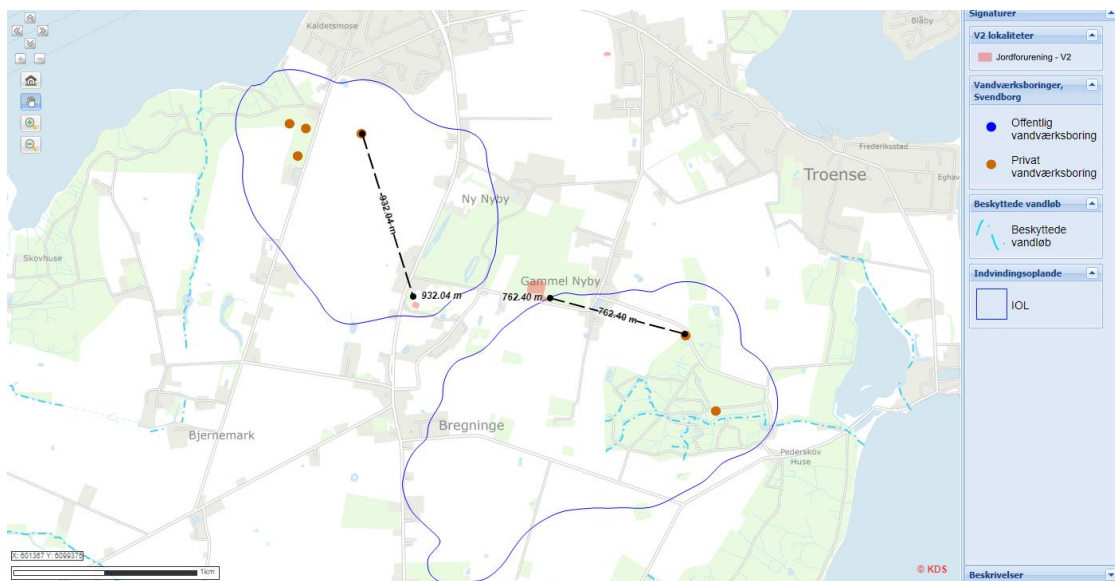 Kaldetsmose
Blåby
Frederiksstad
Troense
Eghav
Ny Nyby
932.04 m
932.04 m
Skovhuse
Gammel Nyby
762.40 m
762.40 m
Bregninge
Bjernemark
Pederskov
Huse
X: 601367 Y: 6099375
1km
© KDS
Signaturer
V2 lokaliteter
Jordforurening - V2
Vandværksboringer,
Svendborg
Offentlig
vandværksboring
Privat
vandværksboring
Beskyttede vandløb
Beskyttede
vandløb
Indvindingsoplande
IOL
Beskrivelser